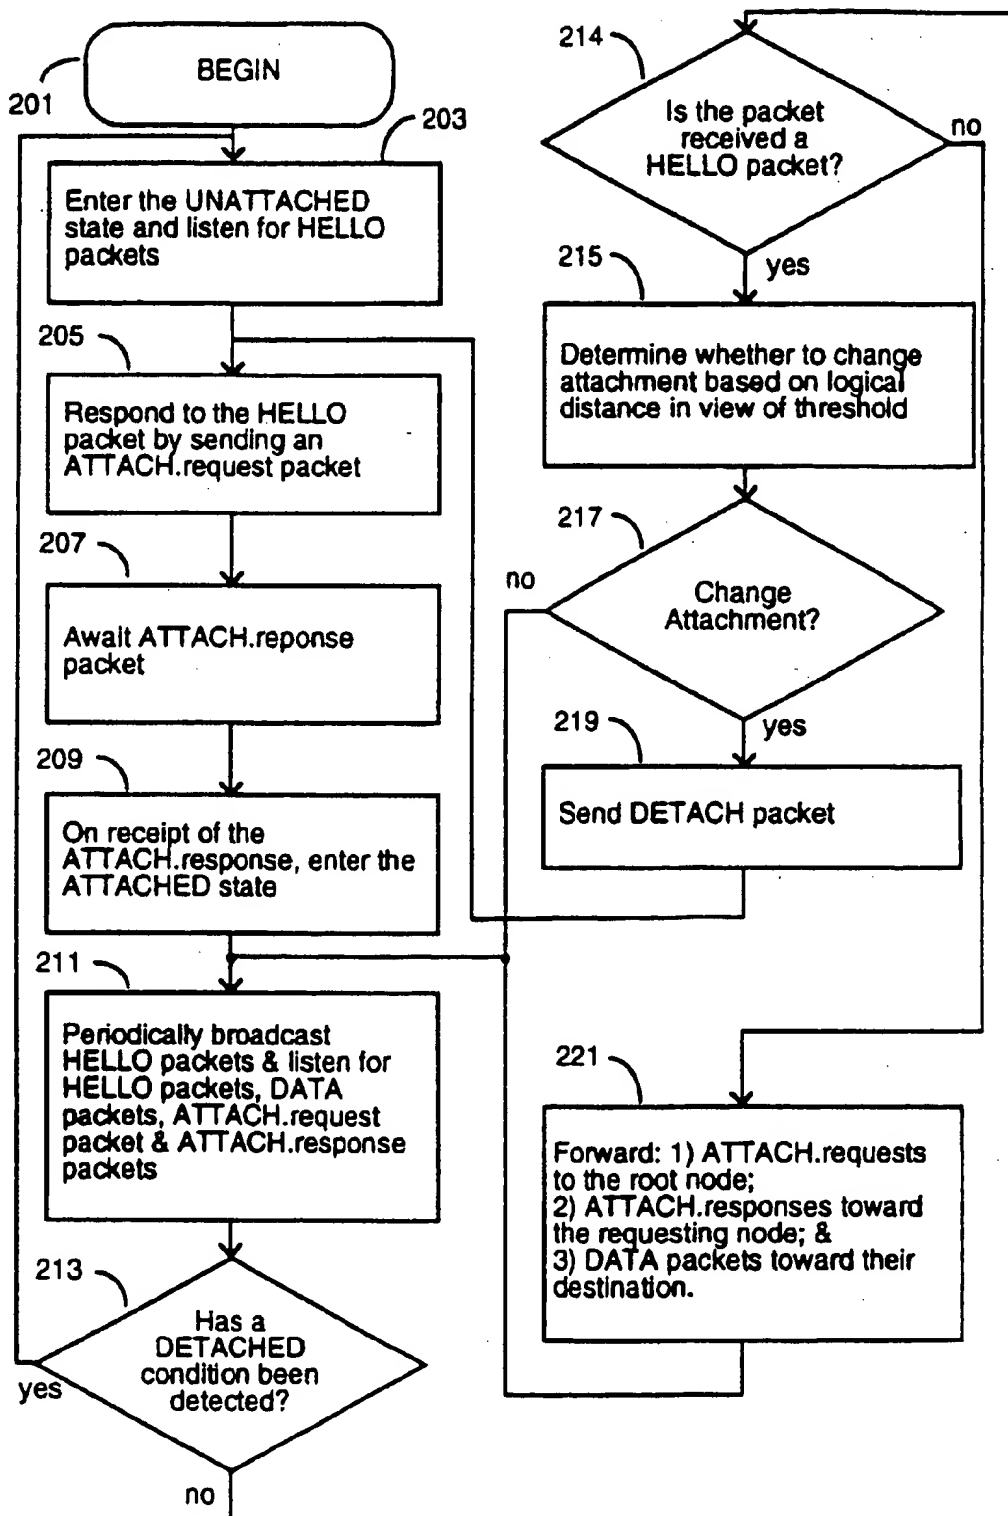 201
BEGIN
203
Enter the UNATTACHED
state and listen for HELLO
packets
205
Respond to the HELLO
packet by sending an
ATTACH.request packet
207
Await ATTACH.reponse
packet
209
On receipt of the
ATTACH.response, enter the
ATTACHED state
211
Periodically broadcast
HELLO packets & listen for
HELLO packets, DATA
packets, ATTACH.request
packet & ATTACH.response
packets
213
Has a
DETACHED
condition been
detected?
yes
no
214
Is the packet
received a
HELLO packet?
no
yes
215
Determine whether to change
attachment based on logical
distance in view of threshold
217
no
Change
Attachment?
yes
219
Send DETACH packet
221
Forward: 1) ATTACH.requests
to the root node;
2) ATTACH.responses toward
the requesting node; &
3) DATA packets toward their
destination.